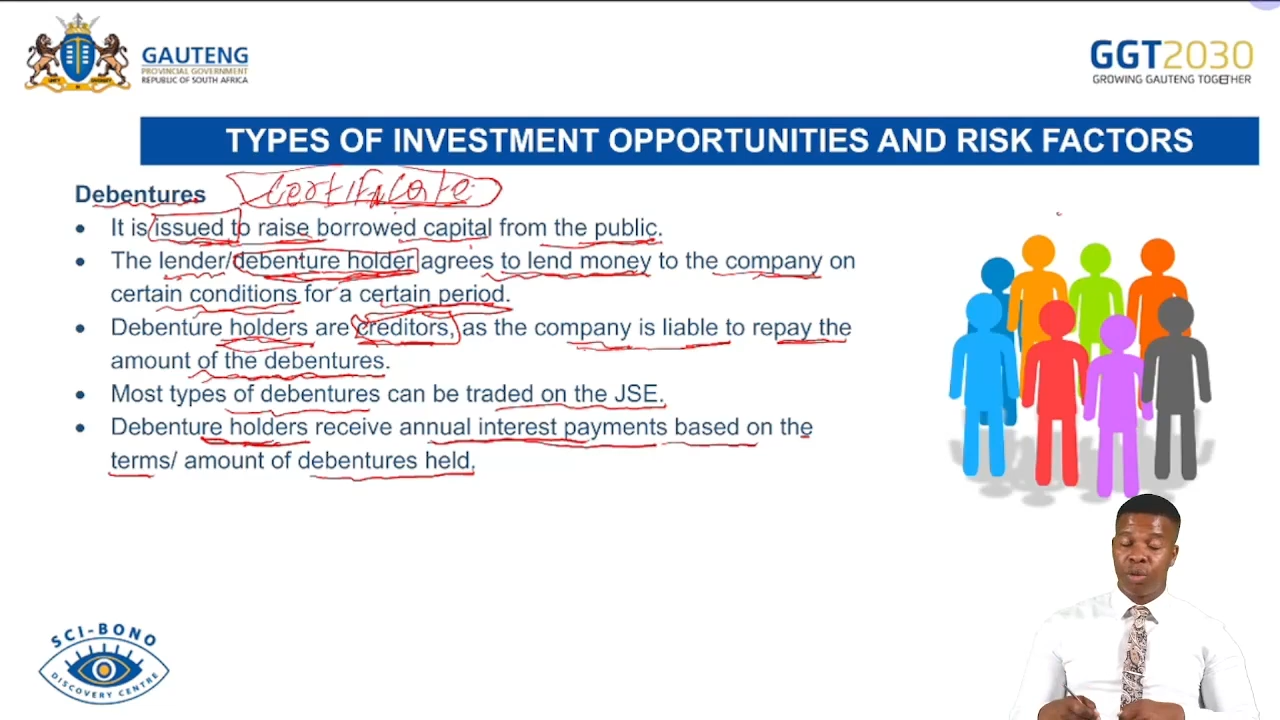 GAUTENG
PROVINCIAL GOVERNMENT
REPUBLIC OF SOUTH AFRICA
GGT2030
GROWING GAUTENG TOGETHER
TYPES OF INVESTMENT OPPORTUNITIES AND RISK FACTORS
Debentures certificate
• It is issued to raise borrowed capital from the public.
• The lender/debenture holder agrees to lend money to the company on
certain conditions for a certain period.
• Debenture holders are creditors, as the company is liable to repay the
amount of the debentures.
• Most types of debentures can be traded on the JSE.
• Debenture holders receive annual interest payments based on the
terms/ amount of debentures held.
SCI-BONO
DISCOVERY CENTRE